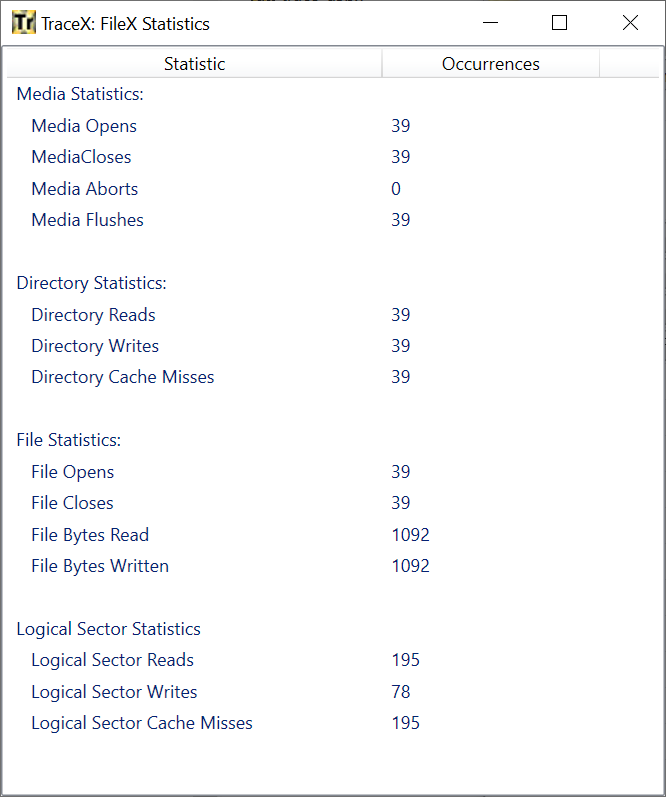 Tr TraceX: FileX Statistics
Statistic Occurrences
Media Statistics:
Media Opens 39
MediaCloses 39
Media Aborts 0
Media Flushes 39
Directory Statistics:
Directory Reads 39
Directory Writes 39
Directory Cache Misses 39
File Statistics:
File Opens 39
File Closes 39
File Bytes Read 1092
File Bytes Written 1092
Logical Sector Statistics
Logical Sector Reads 195
Logical Sector Writes 78
Logical Sector Cache Misses 195